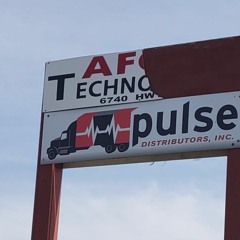 AF
TECHNO
6740 HW
pulse
DISTRIBUTORS, INC.